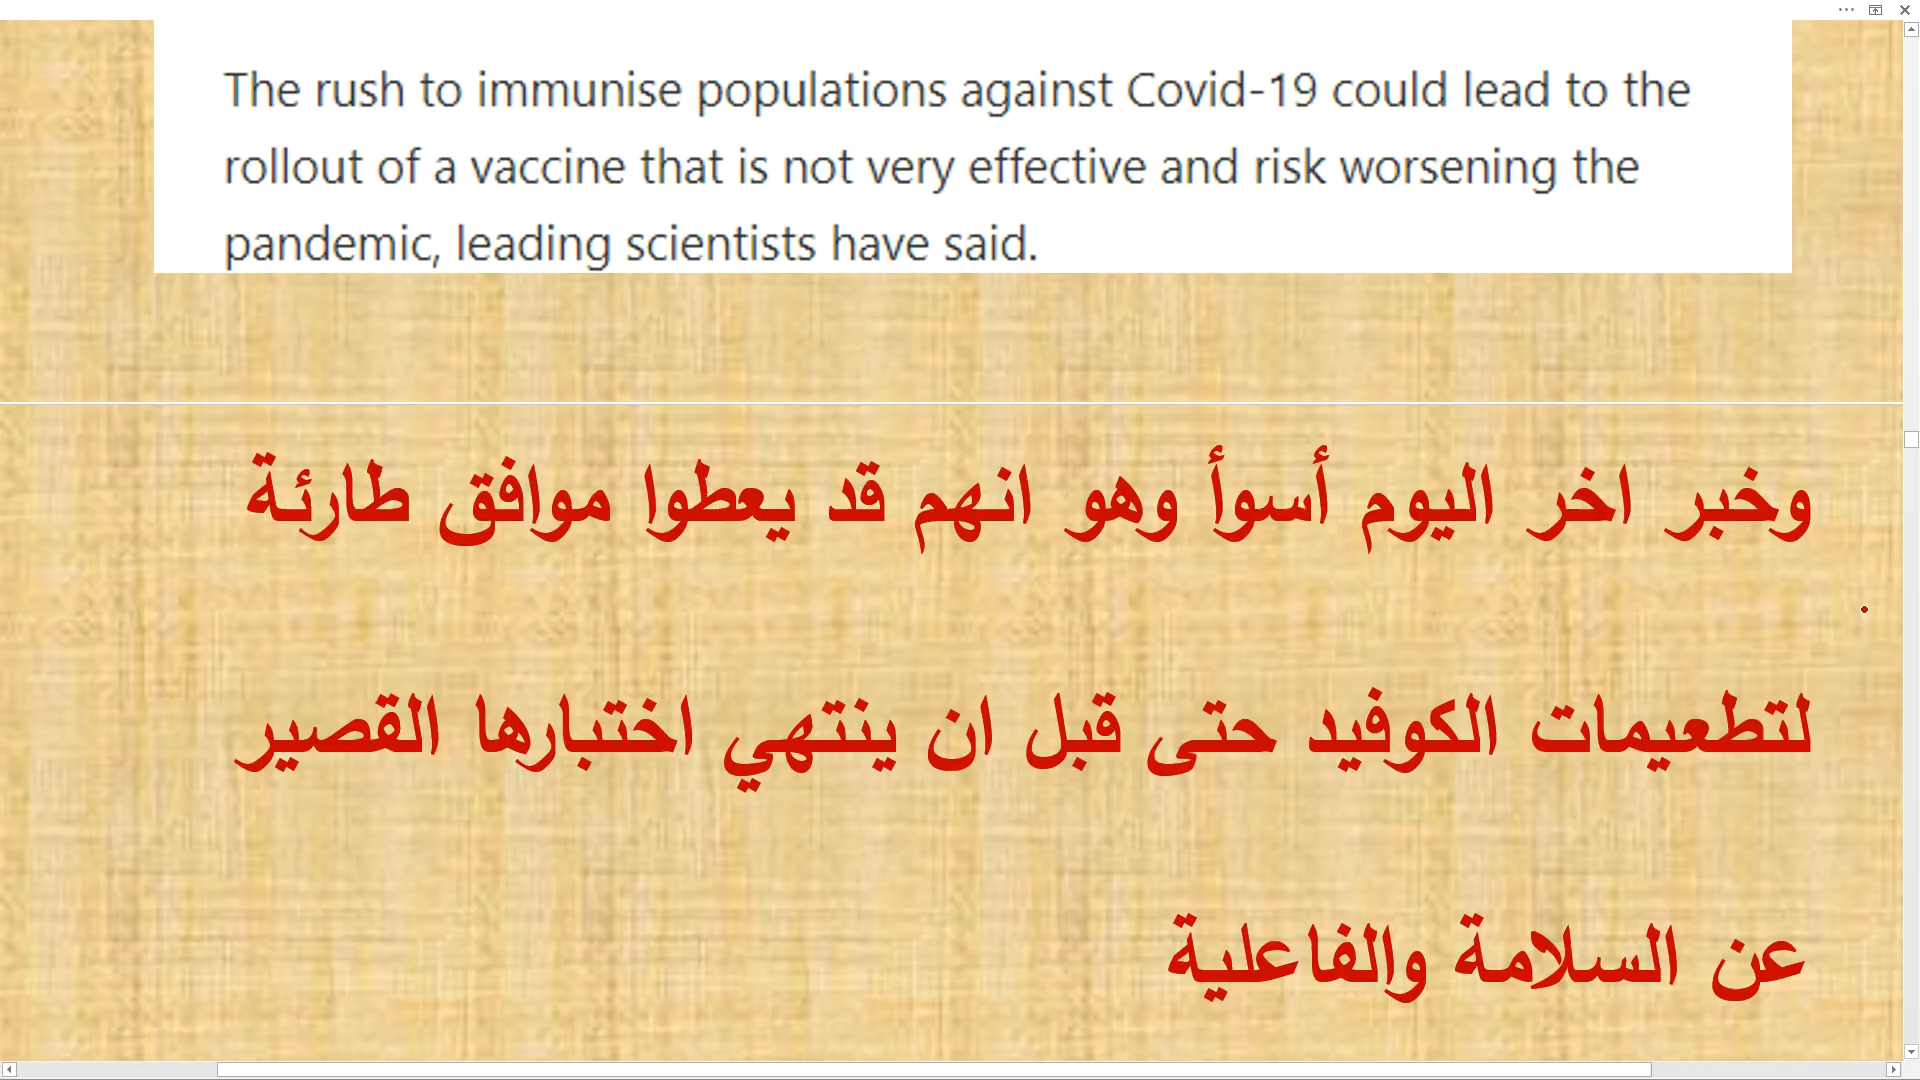 The rush to immunise populations against Covid-19 could lead to the
rollout of a vaccine that is not very effective and risk worsening the
pandemic, leading scientists have said.
وخبر اخر اليوم أسوأ وهو انهم قد يعطوا موافق طارئة
لتطعيمات الكوفيد حتى قبل ان ينتهي اختبارها القصير
عن السلامة والفاعلية